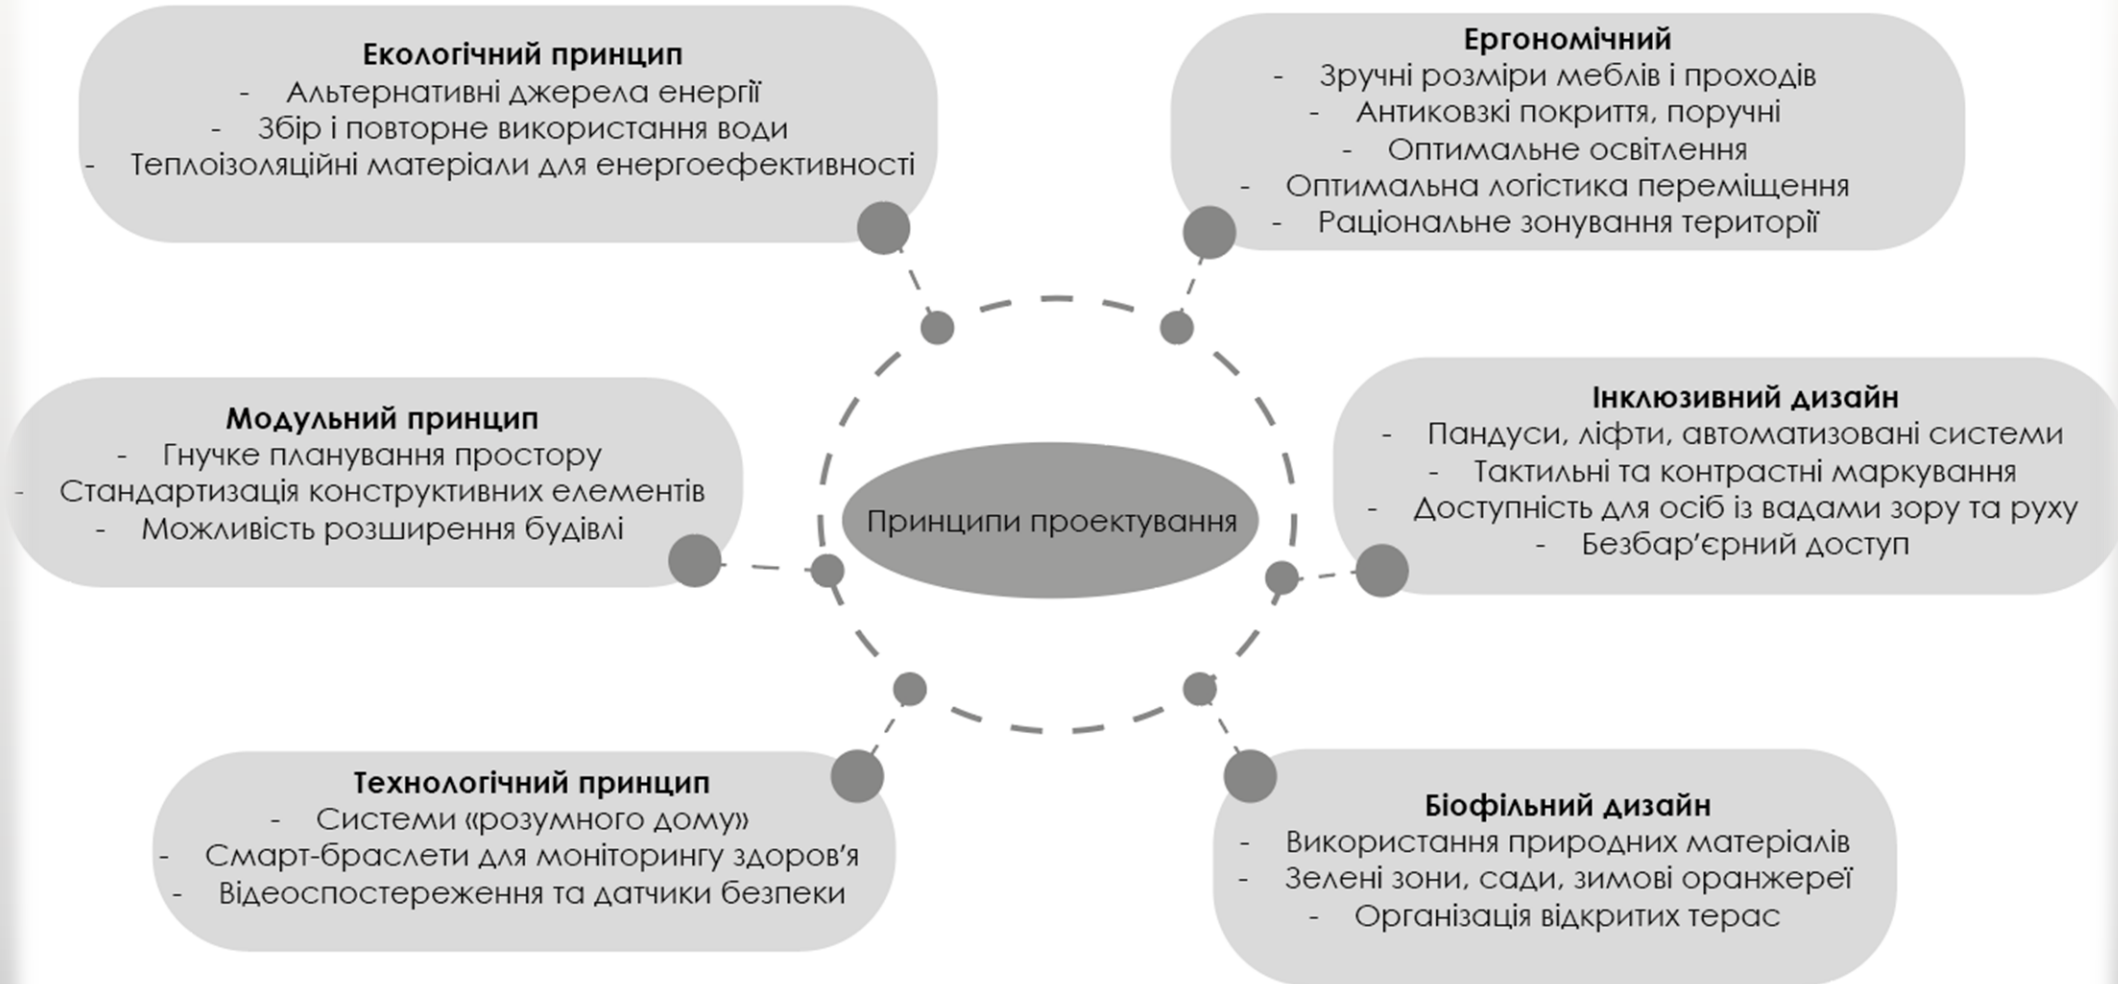 Екологічний принцип
- Альтернативні джерела енергії
- Збір і повторне використання води
- Теплоізоляційні матеріали для енергоефективності
Ергономічний
- Зручні розміри меблів і проходів
- Антиковзкі покриття, поручні
- Оптимальне освітлення
- Оптимальна логістика переміщення
- Раціональне зонування території
Модульний принцип
- Гнучке планування простору
- Стандартизація конструктивних елементів
- Можливість розширення будівлі
Принципи проектування
Інклюзивний дизайн
- Пандуси, ліфти, автоматизовані системи
- Тактильні та контрастні маркування
- Доступність для осіб із вадами зору та руху
- Безбар’єрний доступ
Технологічний принцип
- Системи «розумного дому»
- Смарт-браслети для моніторингу здоров’я
- Відеоспостереження та датчики безпеки
Біофільний дизайн
- Використання природних матеріалів
- Зелені зони, сади, зимові оранжереї
- Організація відкритих терас